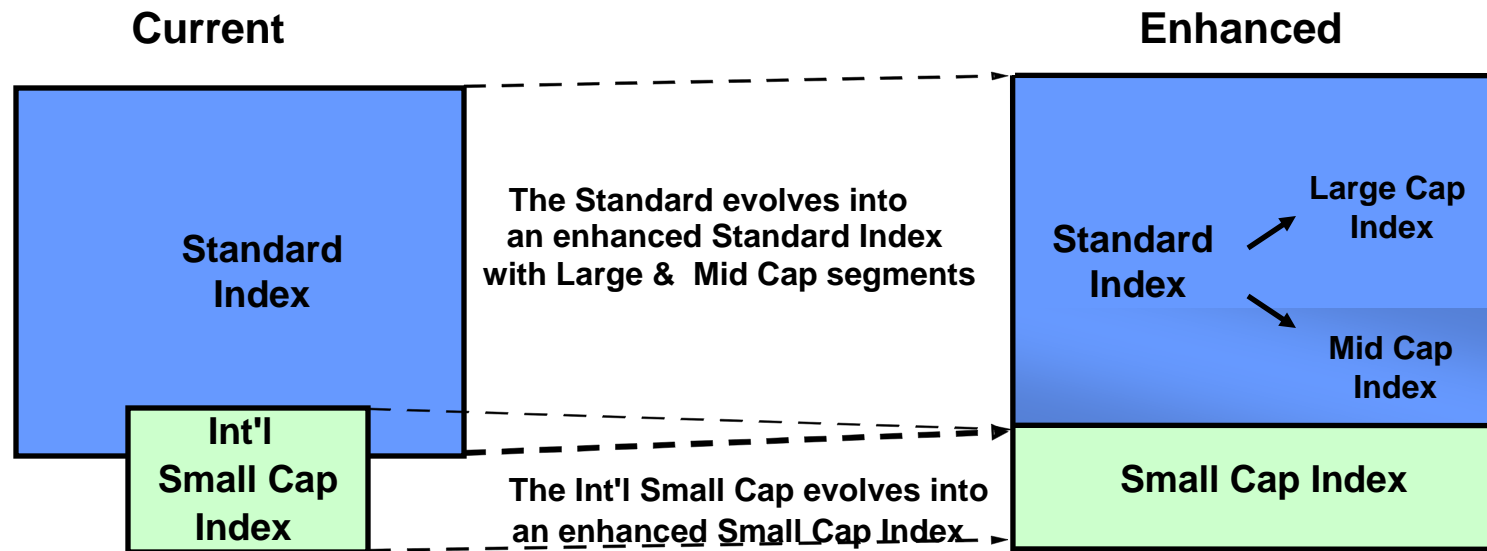 Current
Enhanced
Standard
Index
The Standard evolves into
an enhanced Standard Index
with Large & Mid Cap segments
Standard
Index
Large Cap
Index
Mid Cap
Index
Int'l
Small Cap
Index
The Int'l Small Cap evolves into
an enhanced Small Cap Index
Small Cap Index